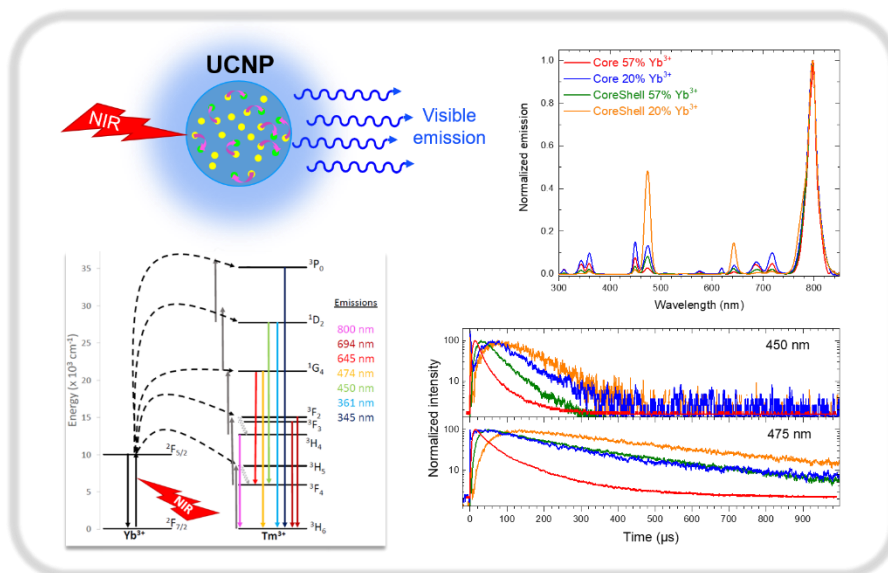 UCNP
NIR
Visible
emission
Core 57% Yb³⁺
Core 20% Yb³⁺
CoreShell 57% Yb³⁺
CoreShell 20% Yb³⁺
Normalized emission
1.0
0.8
0.6
0.4
0.2
0.0
300 400 500 600 700 800
Wavelength (nm)
Energy (x 10³ cm⁻¹)
35
30
25
20
15
10
5
0
²F₅/₂
²F₇/₂
Yb³⁺
NIR
³P₀
¹D₂
¹G₄
³F₂
³F₃
³H₄
³H₅
³F₄
³H₆
Tm³⁺
Emissions
800 nm
694 nm
645 nm
474 nm
450 nm
361 nm
345 nm
Normalized intensity
100
10
450 nm
100
10
475 nm
0 100 200 300 400 500 600 700 800 900
Time (µs)